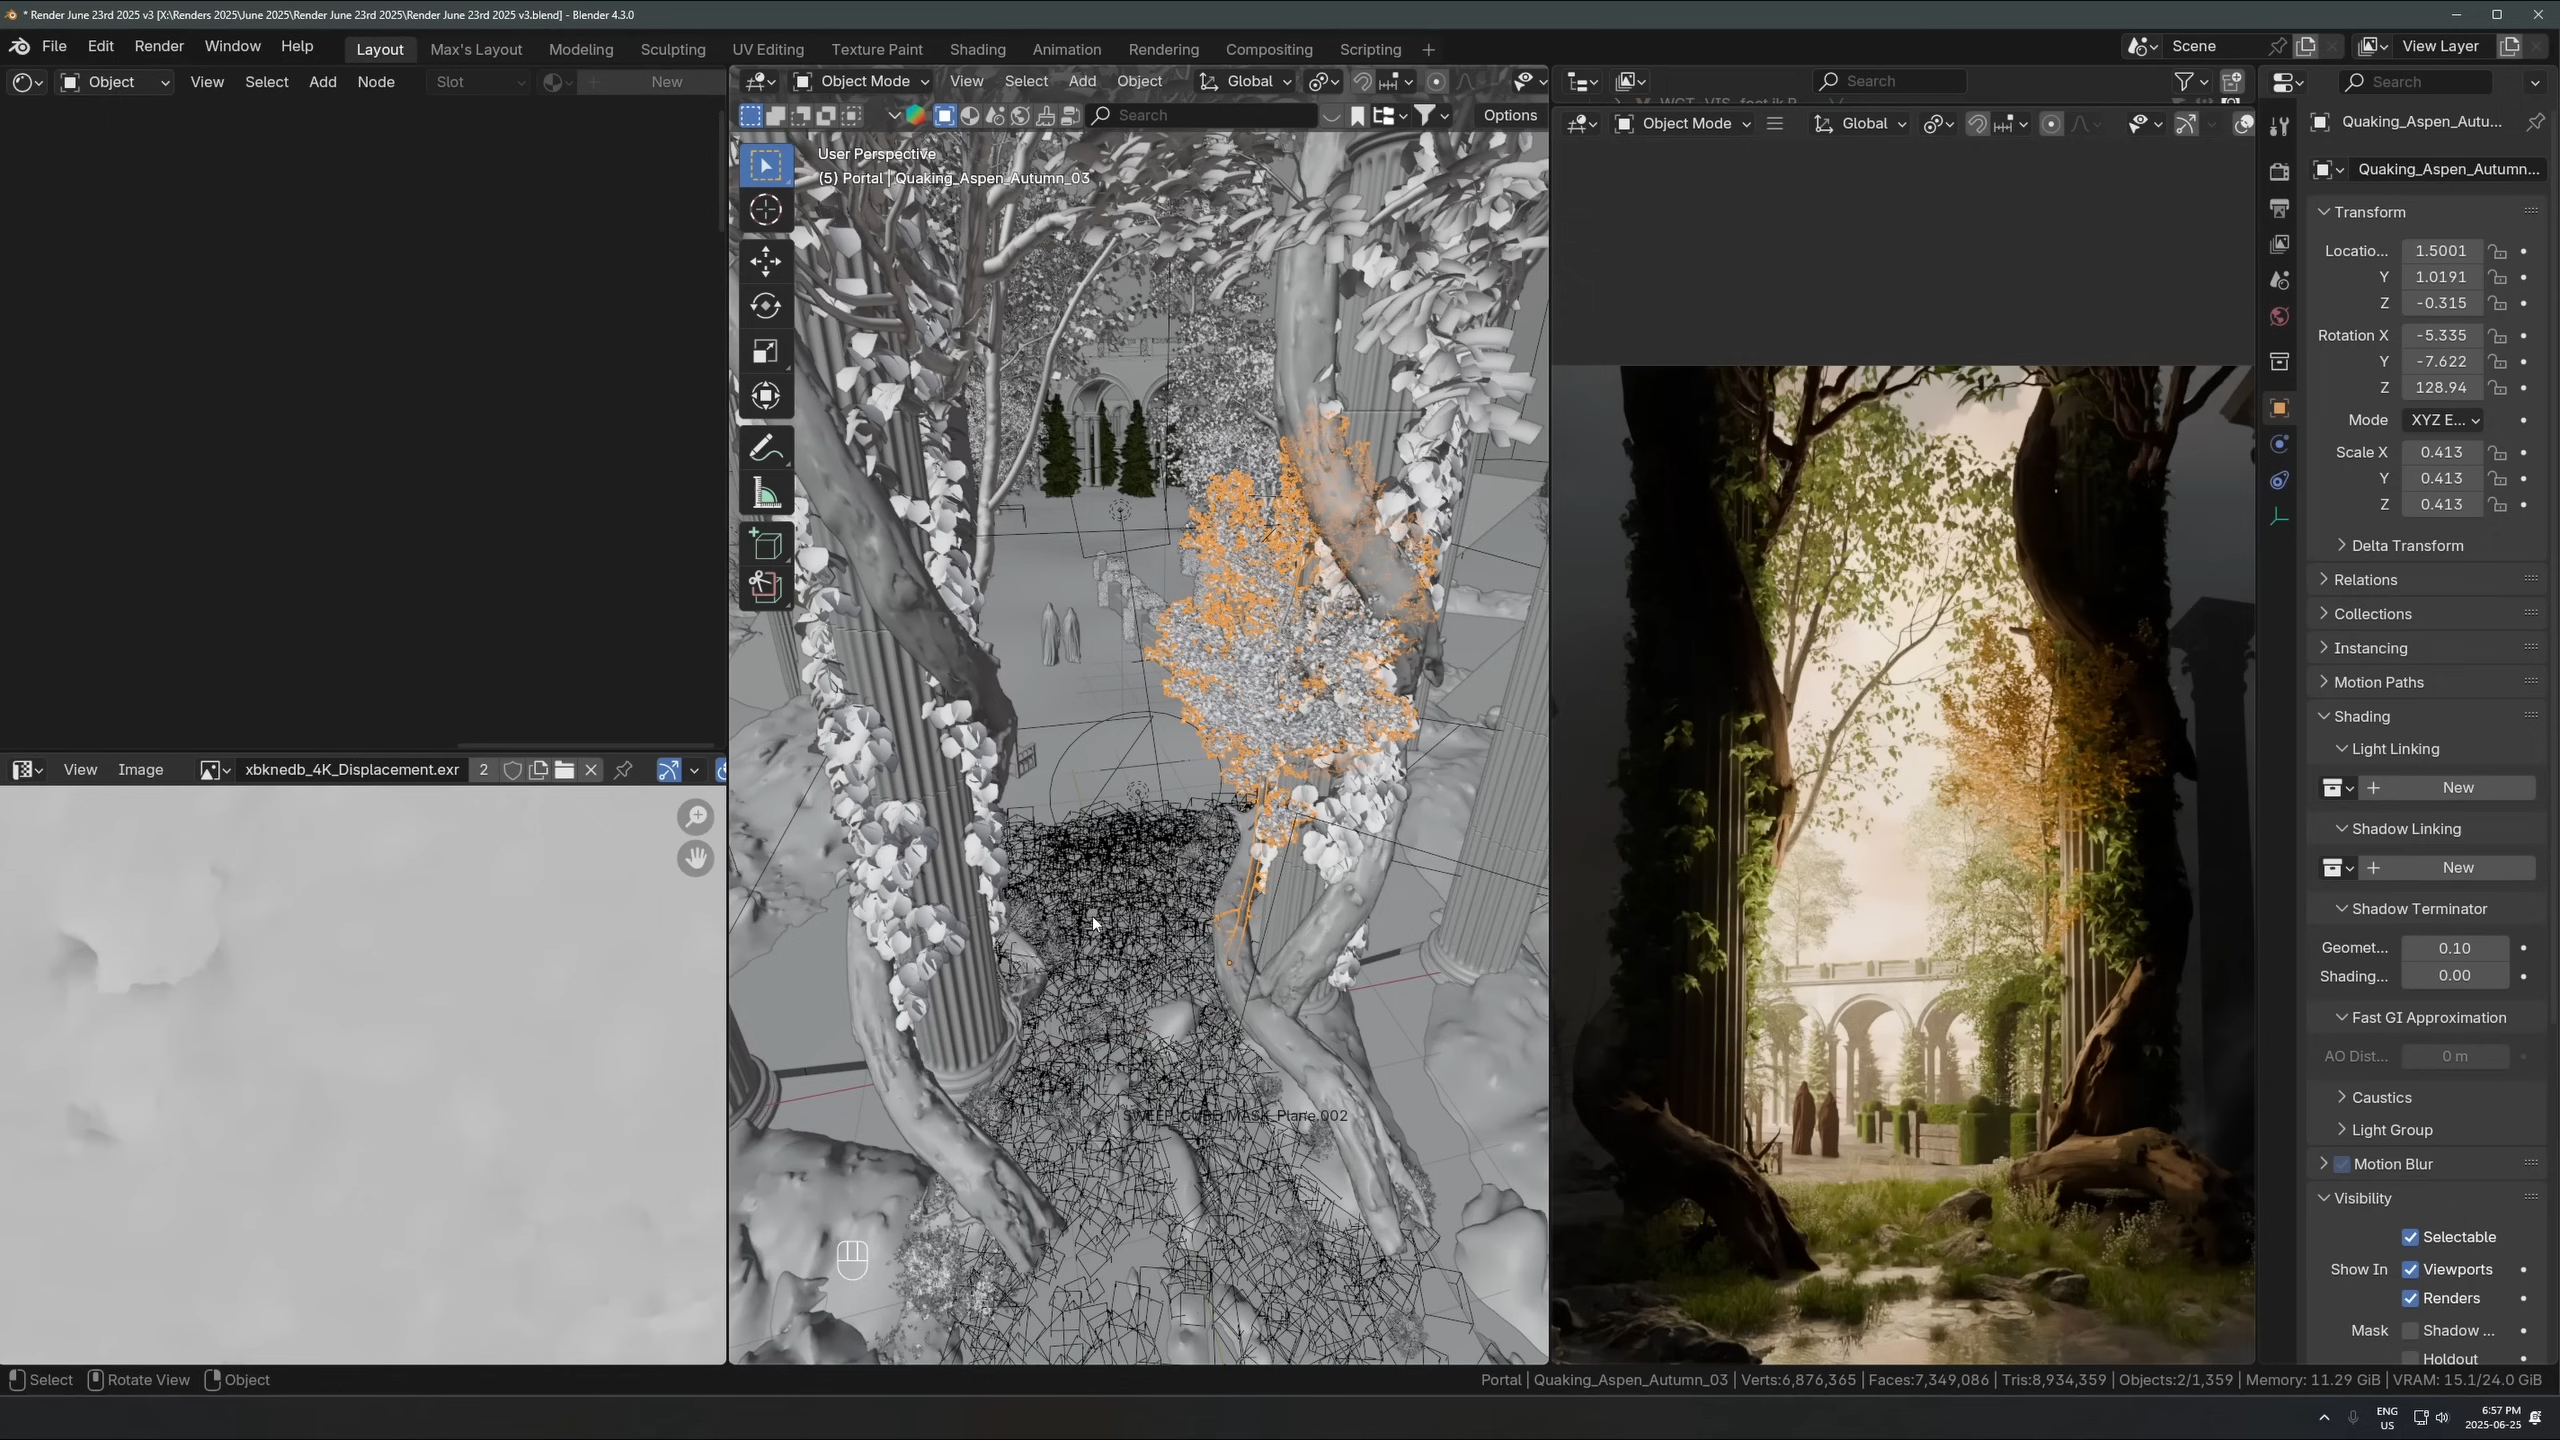 * Render June 23rd 2025 v3 [X:\Renders 2025\June 2025\Render June 23rd 2025\Render June 23rd 2025 v3.blend] - Blender 4.3.0
File Edit Render Window Help Layout Max's Layout Modeling Sculpting UV Editing Texture Paint Shading Animation Rendering Compositing Scripting + Scene View Layer
Object View Select Add Node Slot New
Object Mode View Select Add Object Global
Search
Search
Search Options
Object Mode Global
User Perspective
(5) Portal | Quaking_Aspen_Autumn_03
SWEEP_CUBE_MASK_Plane.002
View Image xbknedb_4K_Displacement.exr 2
Quaking_Aspen_Autu...
Quaking_Aspen_Autumn...
Transform
Locatio... 1.5001
Y 1.0191
Z -0.315
Rotation X -5.335
Y -7.622
Z 128.94
Mode XYZ E...
Scale X 0.413
Y 0.413
Z 0.413
Delta Transform
Relations
Collections
Instancing
Motion Paths
Shading
Light Linking
New
Shadow Linking
New
Shadow Terminator
Geomet... 0.10
Shading... 0.00
Fast GI Approximation
AO Dist... 0 m
Caustics
Light Group
Motion Blur
Visibility
Selectable
Show In Viewports
Renders
Mask Shadow ...
Holdout
Select Rotate View Object
Portal | Quaking_Aspen_Autumn_03 | Verts:6,876,365 | Faces:7,349,086 | Tris:8,934,359 | Objects:2/1,359 | Memory: 11.29 GiB | VRAM: 15.1/24.0 GiB
ENG
US
6:57 PM
2025-06-25